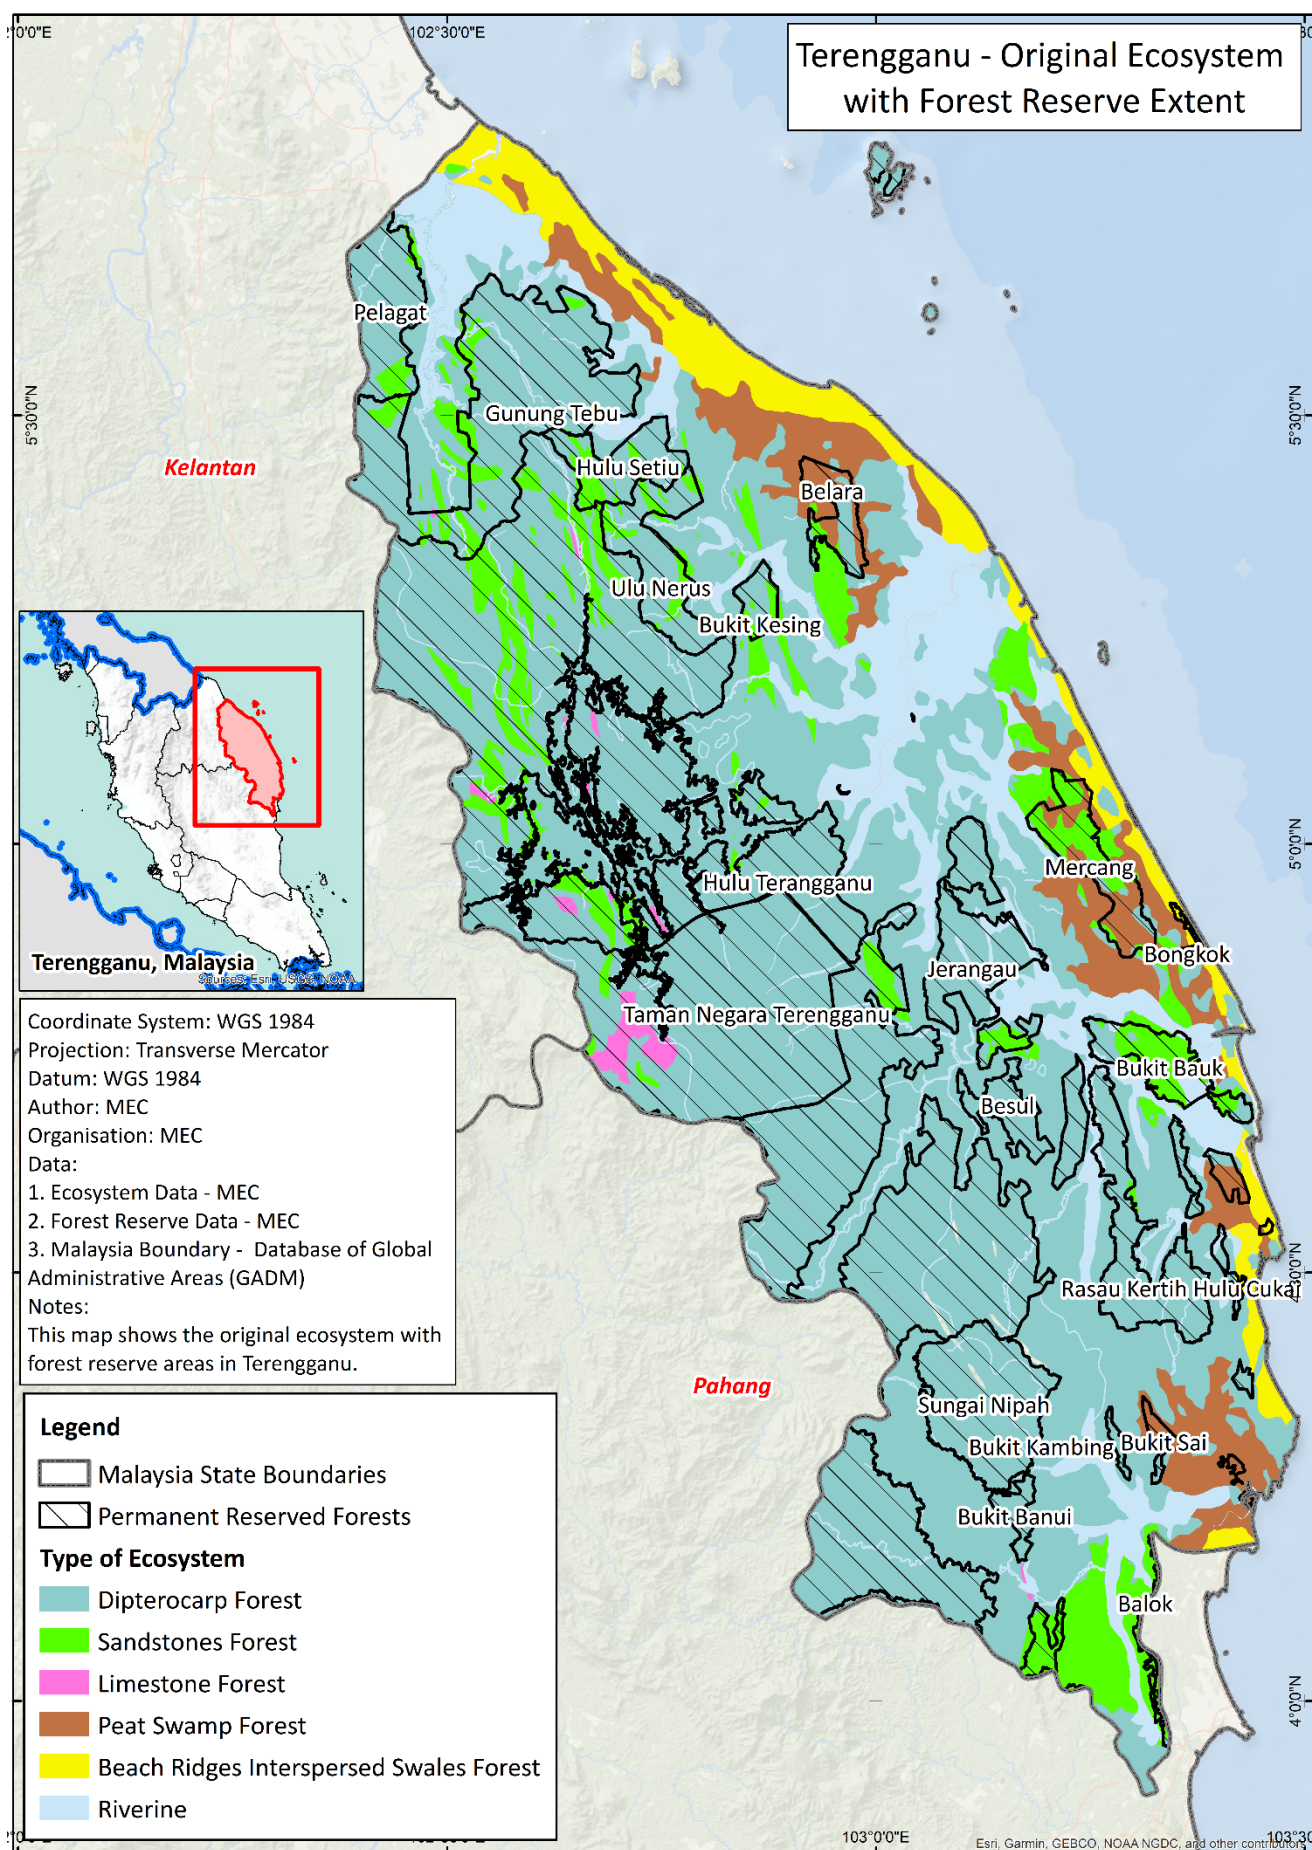 2°0'0"E
102°30'0"E
Terengganu - Original Ecosystem
with Forest Reserve Extent
Pelagat
5°30'0"N
5°30'0"N
Gunung Tebu
Kelantan
Hulu Setiu
Belara
Ulu Nerus
Bukit Kesing
5°0'0"N
Mercang
Hulu Terangganu
Bongkok
Jerangau
Terengganu, Malaysia
Sources: Esri, USGS, NOAA
Taman Negara Terengganu
Bukit Bauk
Besul
Coordinate System: WGS 1984
Projection: Transverse Mercator
Datum: WGS 1984
Author: MEC
Organisation: MEC
Data:
1. Ecosystem Data - MEC
2. Forest Reserve Data - MEC
3. Malaysia Boundary - Database of Global
Administrative Areas (GADM)
Notes:
This map shows the original ecosystem with
forest reserve areas in Terengganu.
Rasau Kertih Hulu Cukai
Pahang
Sungai Nipah
Bukit Kambing
Bukit Sai
Bukit Banui
Balok
4°0'0"N
Legend
Malaysia State Boundaries
Permanent Reserved Forests
Type of Ecosystem
Dipterocarp Forest
Sandstones Forest
Limestone Forest
Peat Swamp Forest
Beach Ridges Interspersed Swales Forest
Riverine
103°0'0"E
Esri, Garmin, GEBCO, NOAA NGDC, and other contributors